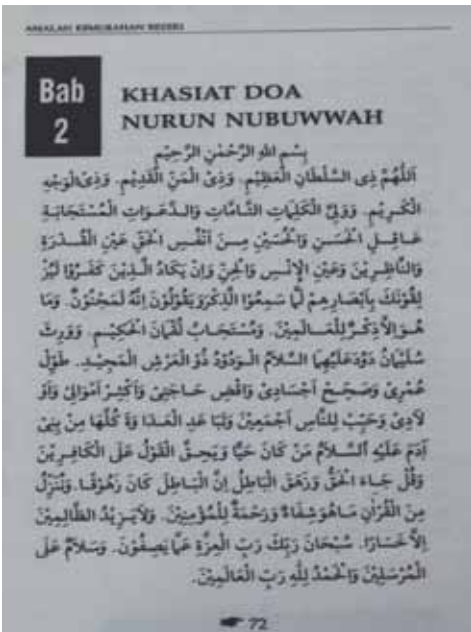 AMALAN KEMURAHAN REZEKI
Bab
2
KHASIAT DOA
NURUN NUBUWWAH
بِسْمِ اللهِ الرَّحْمٰنِ الرَّحِيْمِ
اَللّٰهُمَّ ذِى السُّلْطَانِ الْعَظِيْمِ. وَذِى الْمَنِّ الْقَدِيْمِ. وَذِى الْوَجْهِ
الْكَرِيْمِ. وَوَلِيِّ الْكَلِمَاتِ التَّامَّاتِ وَالدَّعَوَاتِ الْمُسْتَجَابَةِ
عَاقِلِ الْحَسَنِ وَالْحُسَيْنِ مِنْ اَنْفُسِ الْحَقِّ عَيْنِ الْقُدْرَةِ
وَالنَّاظِرِيْنَ وَعَيْنِ الْاِنْسِ وَالْجِنِّ وَاِنْ يَكَادُ الَّذِيْنَ كَفَرُوْا لَيُزْ
لِقُوْنَكَ بِاَبْصَارِهِمْ لَمَّا سَمِعُوا الذِّكْرَ وَيَقُوْلُوْنَ اِنَّهُ لَمَجْنُوْنٌ. وَمَا
هُوَ اِلَّا ذِكْرٌ لِلْعَالَمِيْنَ. وَمُسْتَجَابُ لُقْمَانَ الْحَكِيْمِ. وَوَرِثَ
سُلَيْمَانُ دَوُدَ عَلَيْهِمَا السَّلَامُ الْوَدُوْدُ ذُو الْعَرْشِ الْمَجِيْدِ. طَوِّلْ
عُمْرِىْ وَصَحِّحْ اَجْسَادِىْ وَاقْضِ حَاجَتِىْ وَاَكْثِرْ اَمْوَالِىْ وَاَوْ
لَادِىْ وَحَبِّبْ لِلنَّاسِ اَجْمَعِيْنَ وَتَبَاعَدِ الْعَدَاوَةَ كُلَّهَا مِنْ بَنِىْ
اٰدَمَ عَلَيْهِ السَّلَامُ مَنْ كَانَ حَيًّا وَيَحِقَّ الْقَوْلُ عَلَى الْكَافِرِيْنَ
وَقُلْ جَاءَ الْحَقُّ وَزَهَقَ الْبَاطِلُ اِنَّ الْبَاطِلَ كَانَ زَهُوْقًا. وَنُنَزِّلُ
مِنَ الْقُرْاٰنِ مَا هُوَ شِفَاءٌ وَرَحْمَةٌ لِلْمُؤْمِنِيْنَ. وَلَا يَزِيْدُ الظَّالِمِيْنَ
اِلَّا خَسَارًا. سُبْحَانَ رَبِّكَ رَبِّ الْعِزَّةِ عَمَّا يَصِفُوْنَ. وَسَلَامٌ عَلَى
الْمُرْسَلِيْنَ وَالْحَمْدُ لِلّٰهِ رَبِّ الْعَالَمِيْنَ.
72